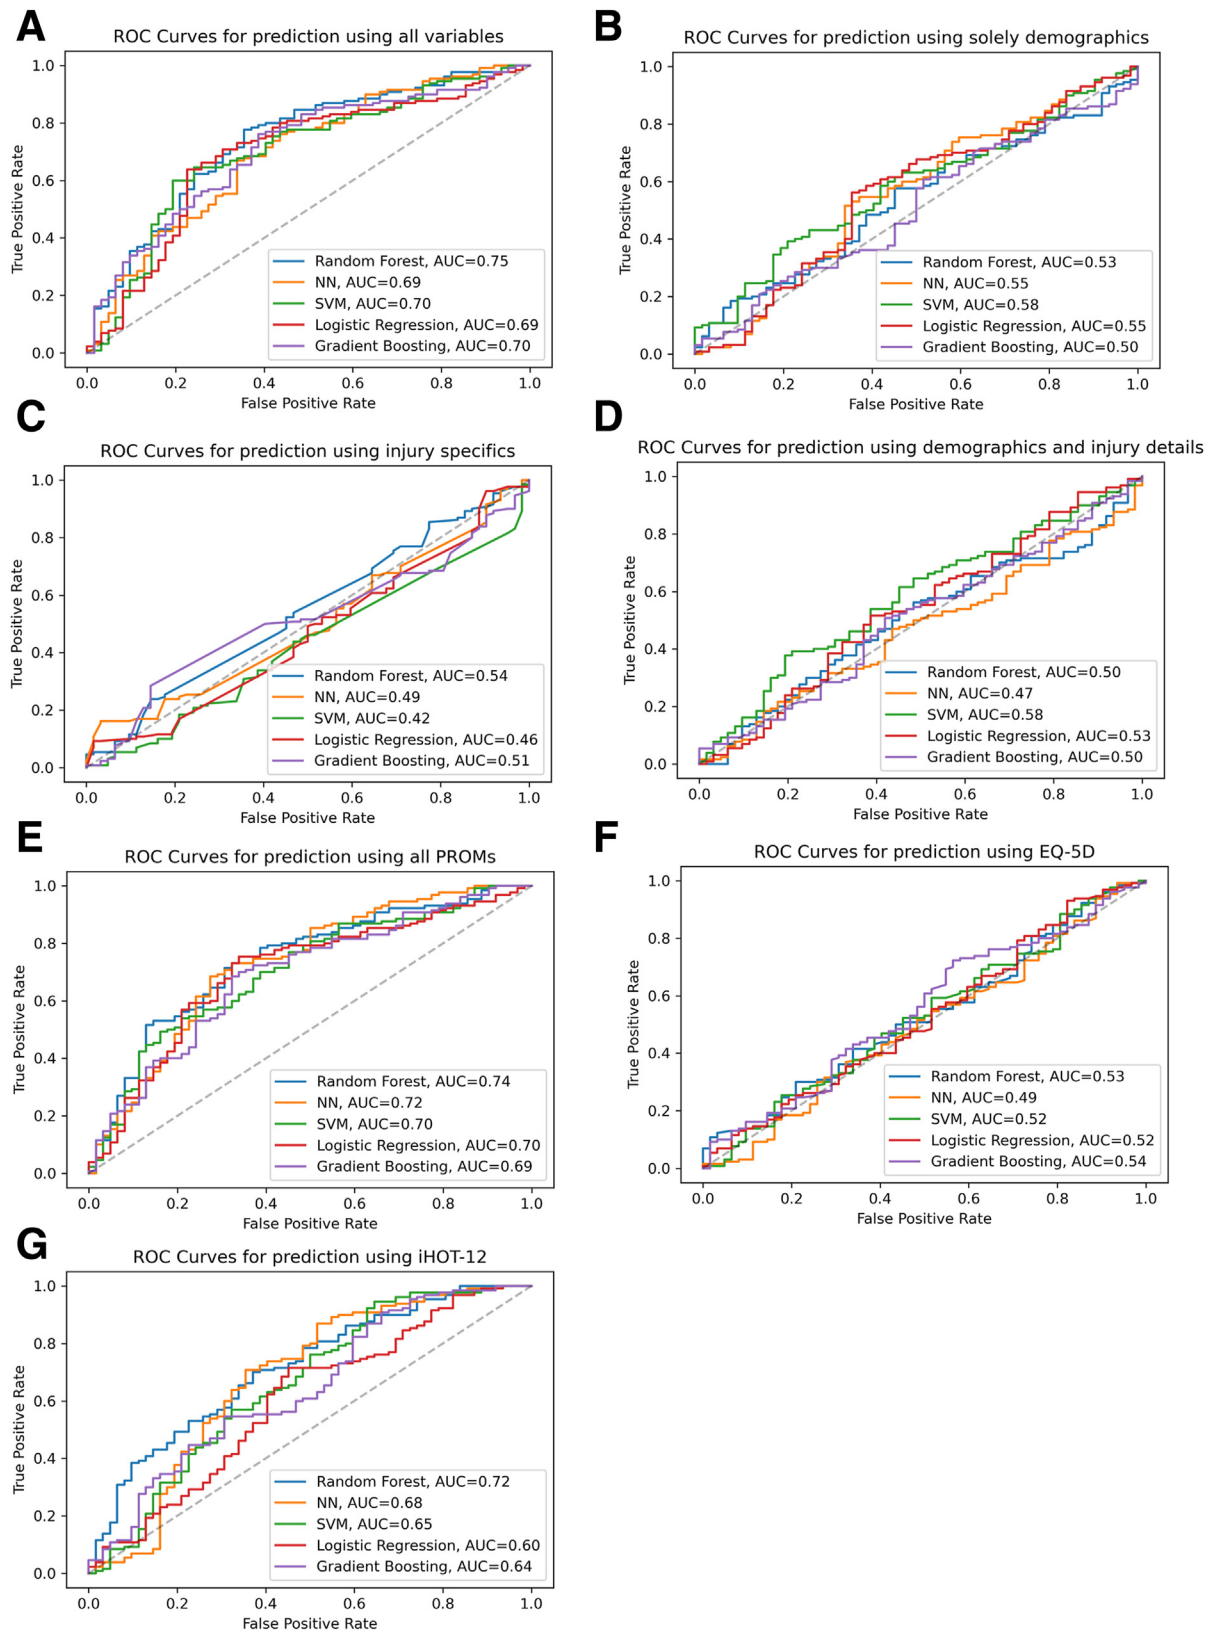 A
ROC Curves for prediction using all variables
True Positive Rate
1.0
0.8
0.6
0.4
0.2
0.0
Random Forest, AUC=0.75
NN, AUC=0.69
SVM, AUC=0.70
Logistic Regression, AUC=0.69
Gradient Boosting, AUC=0.70
0.0 0.2 0.4 0.6 0.8 1.0
False Positive Rate
B
ROC Curves for prediction using solely demographics
True Positive Rate
1.0
0.8
0.6
0.4
0.2
0.0
Random Forest, AUC=0.53
NN, AUC=0.55
SVM, AUC=0.58
Logistic Regression, AUC=0.55
Gradient Boosting, AUC=0.50
0.0 0.2 0.4 0.6 0.8 1.0
False Positive Rate
C
ROC Curves for prediction using injury specifics
True Positive Rate
1.0
0.8
0.6
0.4
0.2
0.0
Random Forest, AUC=0.54
NN, AUC=0.49
SVM, AUC=0.42
Logistic Regression, AUC=0.46
Gradient Boosting, AUC=0.51
0.0 0.2 0.4 0.6 0.8 1.0
False Positive Rate
D
ROC Curves for prediction using demographics and injury details
True Positive Rate
1.0
0.8
0.6
0.4
0.2
0.0
Random Forest, AUC=0.50
NN, AUC=0.47
SVM, AUC=0.58
Logistic Regression, AUC=0.53
Gradient Boosting, AUC=0.50
0.0 0.2 0.4 0.6 0.8 1.0
False Positive Rate
E
ROC Curves for prediction using all PROMs
True Positive Rate
1.0
0.8
0.6
0.4
0.2
0.0
Random Forest, AUC=0.74
NN, AUC=0.72
SVM, AUC=0.70
Logistic Regression, AUC=0.70
Gradient Boosting, AUC=0.69
0.0 0.2 0.4 0.6 0.8 1.0
False Positive Rate
F
ROC Curves for prediction using EQ-5D
True Positive Rate
1.0
0.8
0.6
0.4
0.2
0.0
Random Forest, AUC=0.53
NN, AUC=0.49
SVM, AUC=0.52
Logistic Regression, AUC=0.52
Gradient Boosting, AUC=0.54
0.0 0.2 0.4 0.6 0.8 1.0
False Positive Rate
G
ROC Curves for prediction using iHOT-12
True Positive Rate
1.0
0.8
0.6
0.4
0.2
0.0
Random Forest, AUC=0.72
NN, AUC=0.68
SVM, AUC=0.65
Logistic Regression, AUC=0.60
Gradient Boosting, AUC=0.64
0.0 0.2 0.4 0.6 0.8 1.0
False Positive Rate